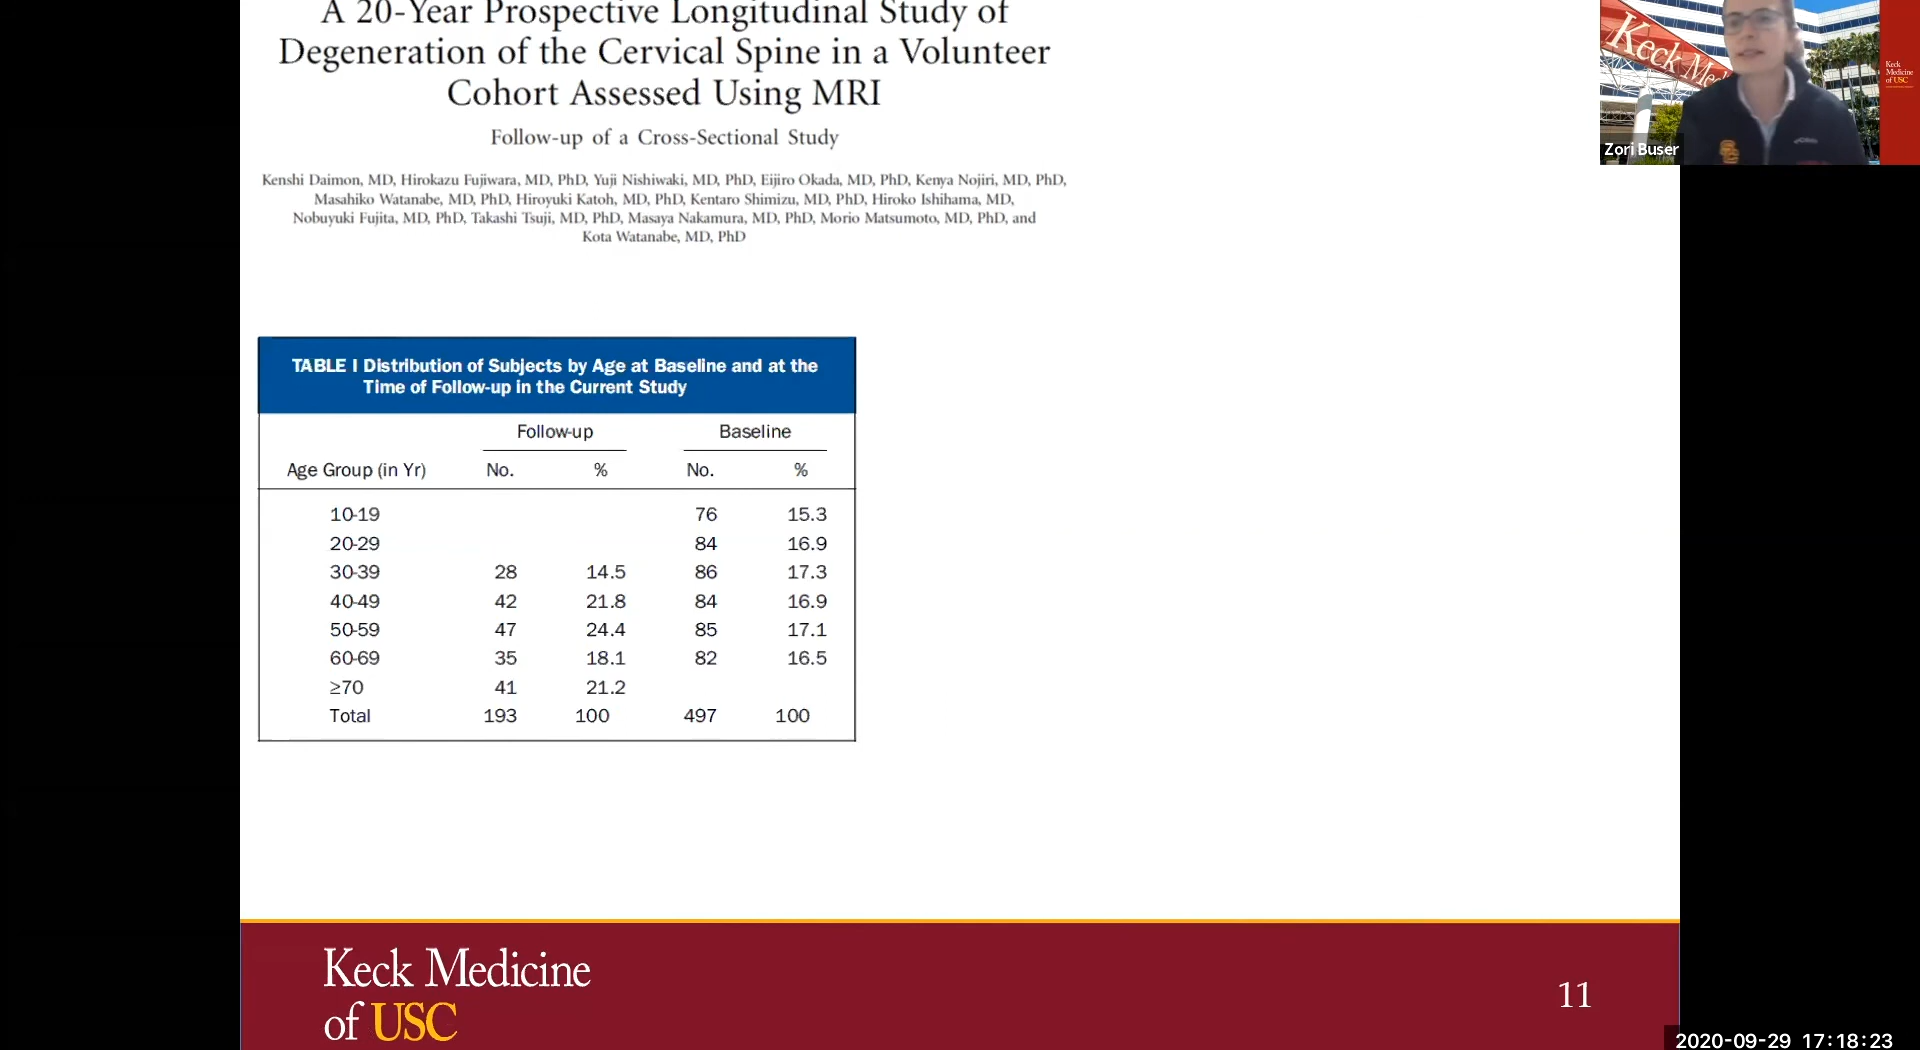 A 20-Year Prospective Longitudinal Study of
Degeneration of the Cervical Spine in a Volunteer
Cohort Assessed Using MRI
Follow-up of a Cross-Sectional Study
Kenshi Daimon, MD, Hirokazu Fujiwara, MD, PhD, Yuji Nishiwaki, MD, PhD, Eijiro Okada, MD, PhD, Kenya Nojiri, MD, PhD,
Masahiko Watanabe, MD, PhD, Hiroyuki Katoh, MD, PhD, Kentaro Shimizu, MD, PhD, Hiroko Ishihama, MD,
Nobuyuki Fujita, MD, PhD, Takashi Tsuji, MD, PhD, Masaya Nakamura, MD, PhD, Morio Matsumoto, MD, PhD, and
Kota Watanabe, MD, PhD
TABLE I Distribution of Subjects by Age at Baseline and at the
Time of Follow-up in the Current Study
Follow-up Baseline
Age Group (in Yr) No. % No. %
10-19 76 15.3
20-29 84 16.9
30-39 28 14.5 86 17.3
40-49 42 21.8 84 16.9
50-59 47 24.4 85 17.1
60-69 35 18.1 82 16.5
≥70 41 21.2
Total 193 100 497 100
Keck Medicine
of USC
11
Keck Med
Keck
Medicine
of USC
Zori Buser
2020-09-29 17:18:23